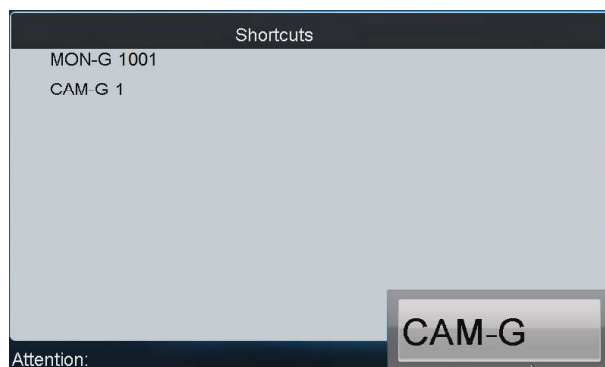 Shortcuts
MON-G 1001
CAM-G 1
CAM-G
Attention: